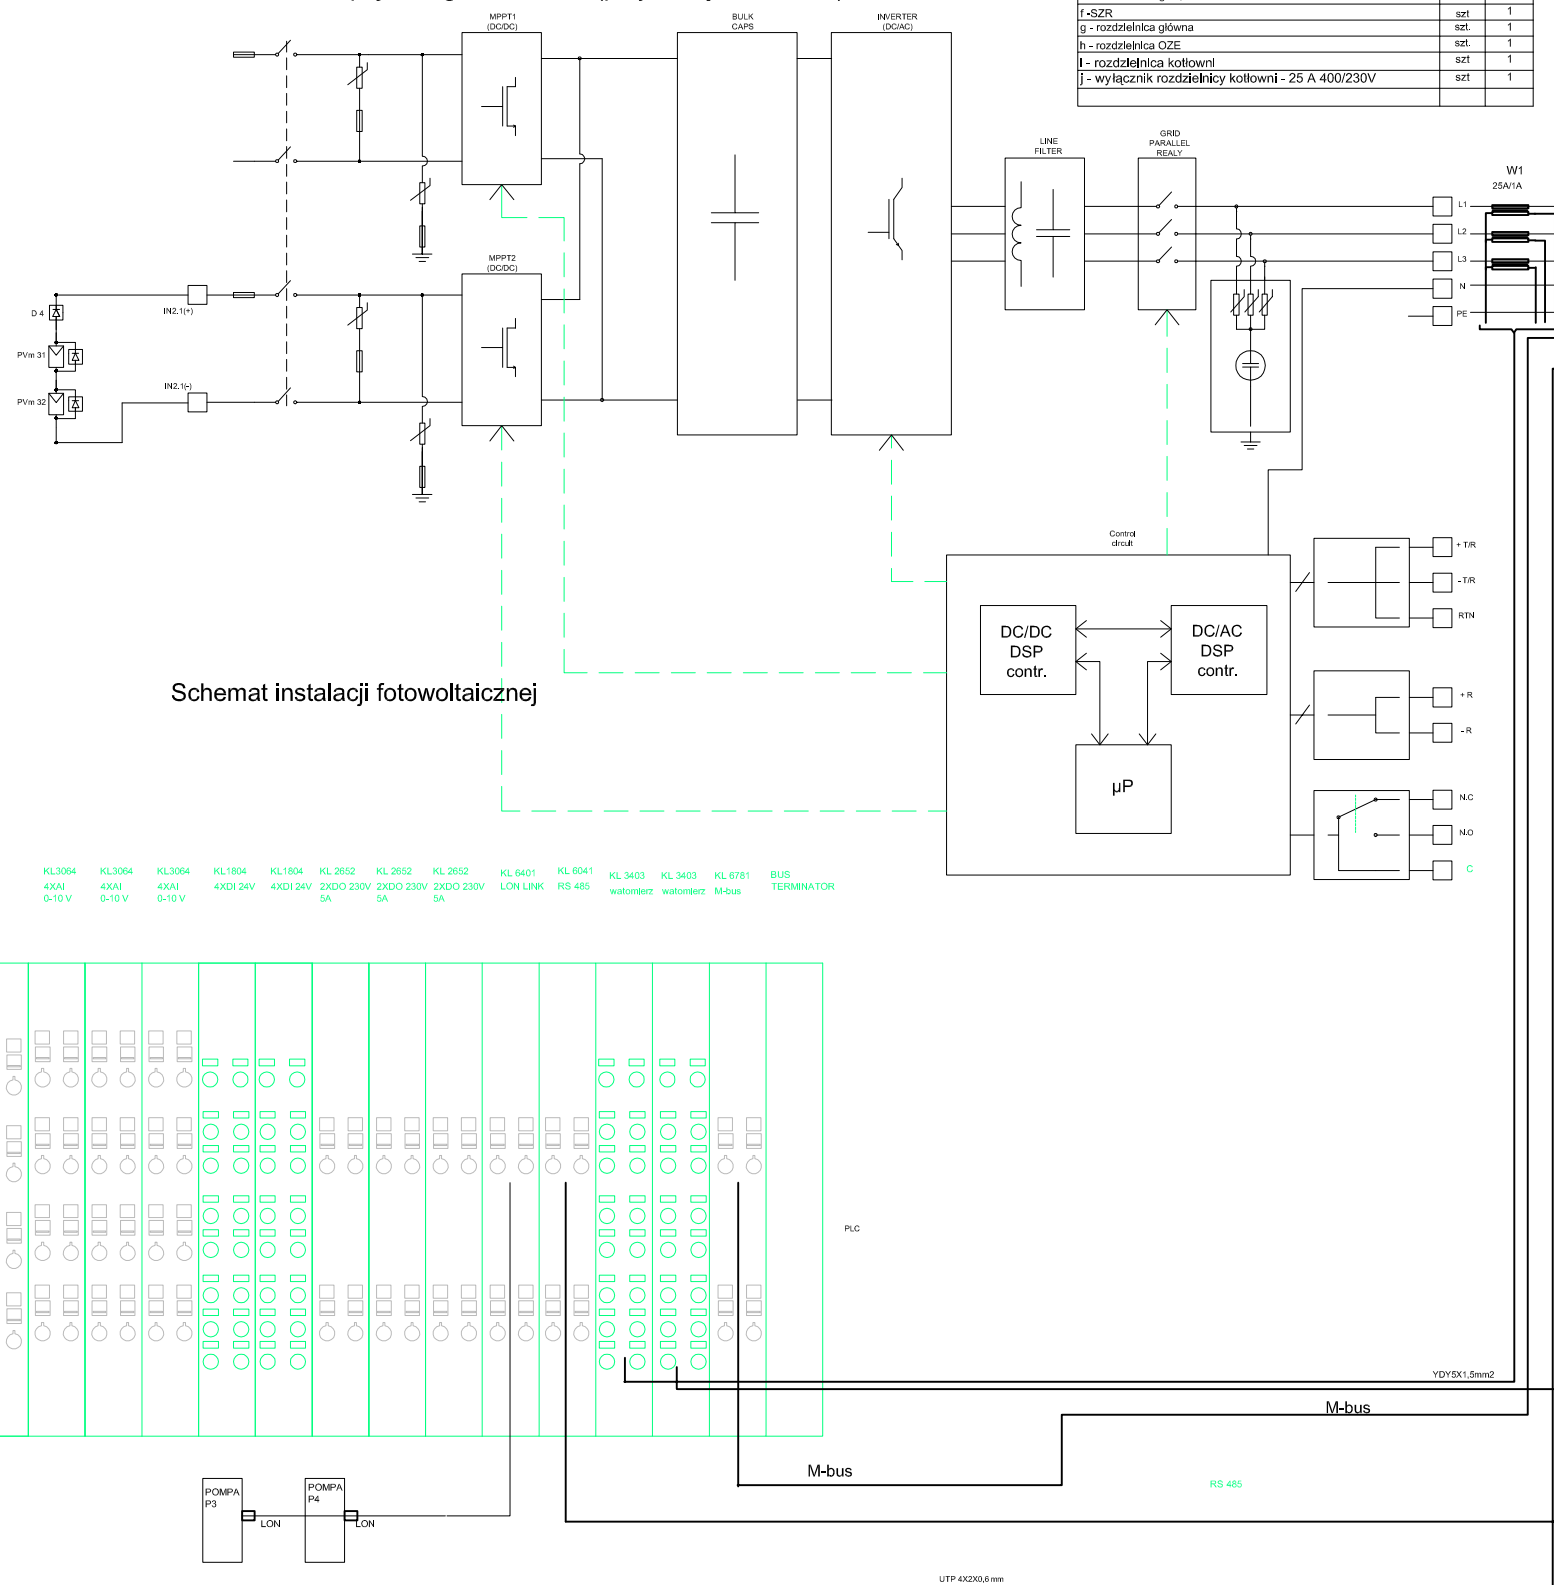 f -SZR szt 1
g - rozdzielnica główna szt. 1
h - rozdzielnica OZE szt. 1
I - rozdzielnica kotłowni szt 1
j - wyłącznik rozdzielnicy kotłowni - 25 A 400/230V szt 1
MPPT1
(DC/DC)
BULK
CAPS
INVERTER
(DC/AC)
LINE
FILTER
GRID
PARALLEL
REALY
W1
25A/1A
L1
L2
L3
N
PE
MPPT2
(DC/DC)
D 4
IN2.1(+)
PVm 31
IN2.1(-)
PVm 32
Control
circuit
+ T/R
- T/R
RTN
DC/DC
DSP
contr.
DC/AC
DSP
contr.
+ R
- R
µP
N.C
N.O
C
Schemat instalacji fotowoltaicznej
KL3064
4XAI
0-10 V
KL3064
4XAI
0-10 V
KL3064
4XAI
0-10 V
KL1804
4XDI 24V
KL1804
4XDI 24V
KL 2652
2XDO 230V
5A
KL 2652
2XDO 230V
5A
KL 2652
2XDO 230V
5A
KL 6401
LON LINK
KL 6041
RS 485
KL 3403
watomierz
KL 3403
watomierz
KL 6781
M-bus
BUS
TERMINATOR
PLC
YDY5X1,5mm2
M-bus
M-bus
RS 485
POMPA
P3
LON
POMPA
P4
LON
UTP 4X2X0,6 mm